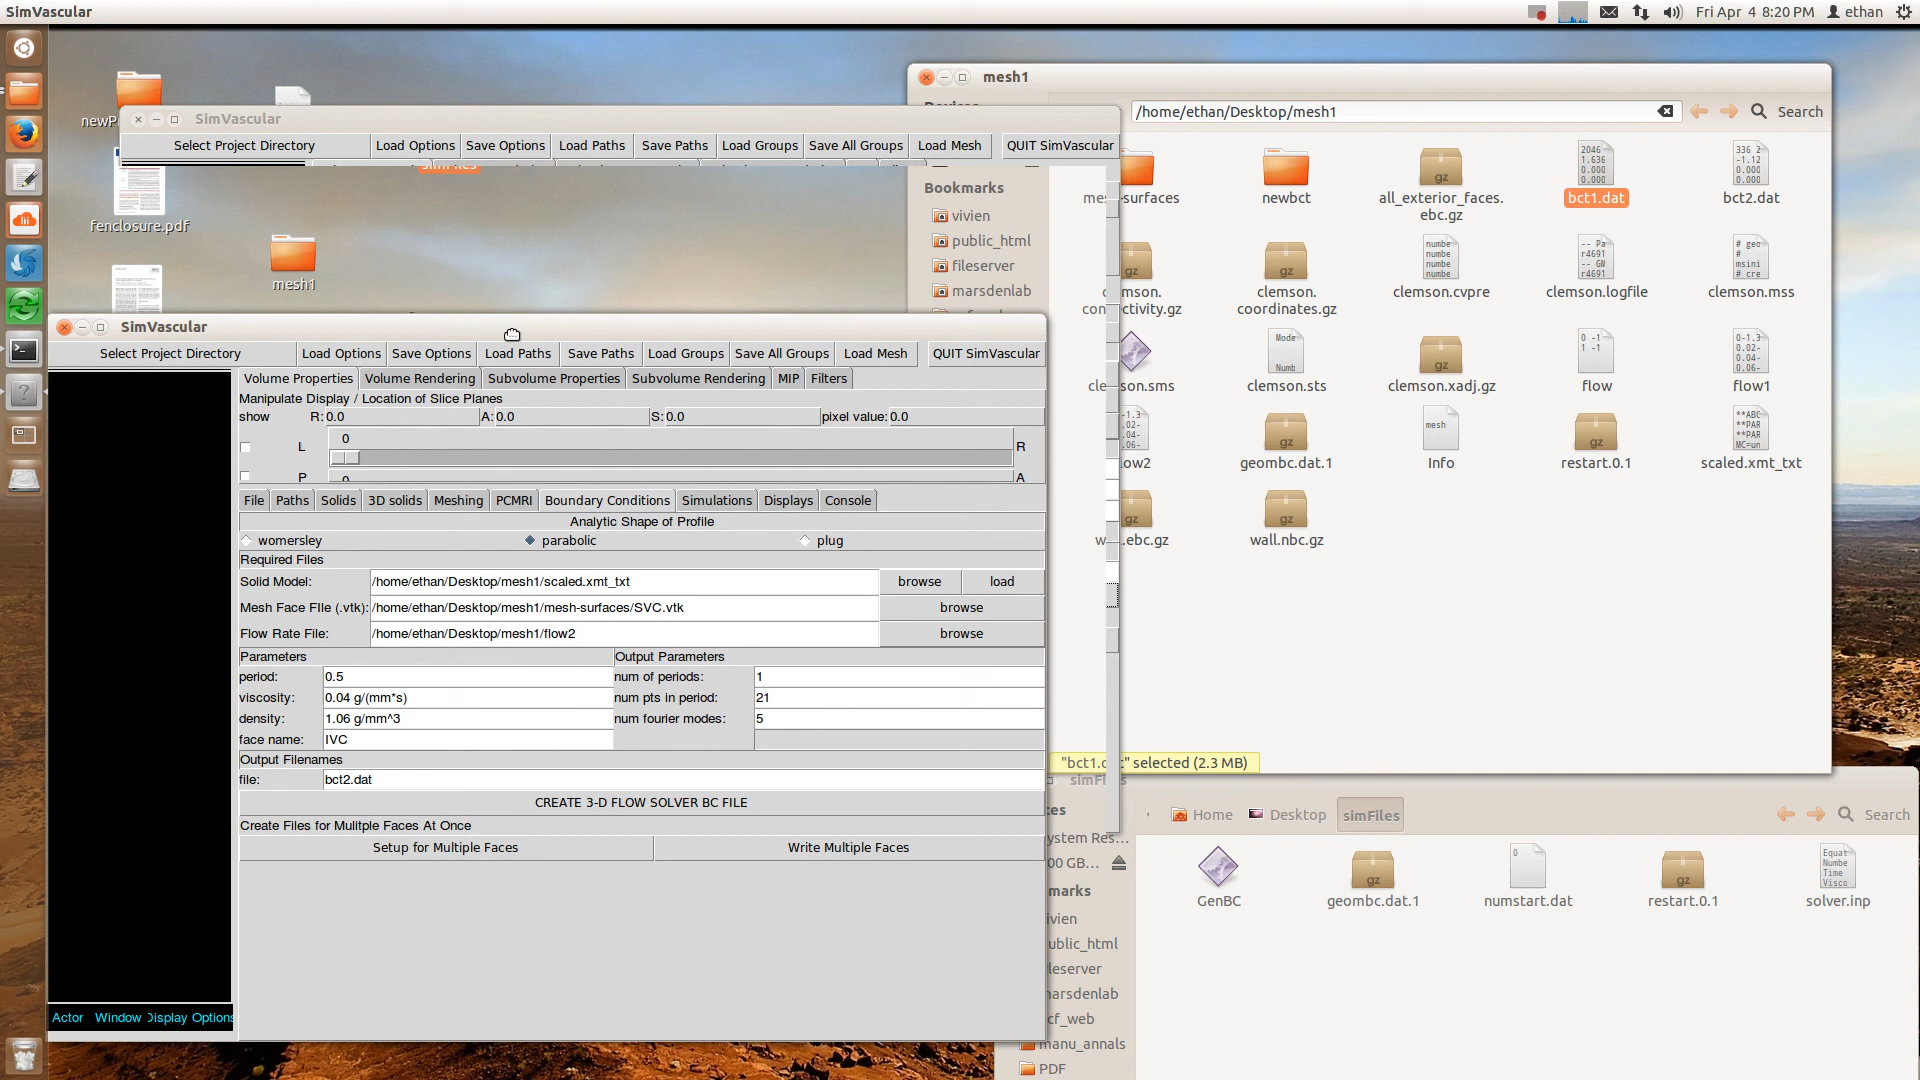 SimVascular
Fri Apr 4 8:20 PM
ethan
fenclosure.pdf
mesh1
SimVascular
Select Project Directory
Load Options
Save Options
Load Paths
Save Paths
Load Groups
Save All Groups
Load Mesh
QUIT SimVascular
mesh1
/home/ethan/Desktop/mesh1
Search
Bookmarks
vivien
public_html
fileserver
marsdenlab
newbct
all_exterior_faces.
ebc.gz
bct1.dat
bct2.dat
clemson.
coordinates.gz
clemson.cvpre
clemson.logfile
clemson.mss
clemson.sts
clemson.xadj.gz
flow
flow1
geombc.dat.1
Info
restart.0.1
scaled.xmt_txt
wall.nbc.gz
selected (2.3 MB)
SimVascular
Select Project Directory
Load Options
Save Options
Load Paths
Save Paths
Load Groups
Save All Groups
Load Mesh
QUIT SimVascular
Volume Properties
Volume Rendering
Subvolume Properties
Subvolume Rendering
MIP
Filters
Manipulate Display / Location of Slice Planes
show R: 0.0 A: 0.0 S: 0.0 pixel value: 0.0
0
L R
P A
File
Paths
Solids
3D solids
Meshing
PCMRI
Boundary Conditions
Simulations
Displays
Console
Analytic Shape of Profile
womersley parabolic plug
Required Files
Solid Model: /home/ethan/Desktop/mesh1/scaled.xmt_txt browse load
Mesh Face FIle (.vtk): /home/ethan/Desktop/mesh1/mesh-surfaces/SVC.vtk browse
Flow Rate File: /home/ethan/Desktop/mesh1/flow2 browse
Parameters Output Parameters
period: 0.5 num of periods: 1
viscosity: 0.04 g/(mm*s) num pts in period: 21
density: 1.06 g/mm^3 num fourier modes: 5
face name: IVC
Output Filenames
file: bct2.dat
CREATE 3-D FLOW SOLVER BC FILE
Create Files for Mulitple Faces At Once
Setup for Multiple Faces Write Multiple Faces
Actor Window
Home
Desktop
simFiles
Search
GenBC
geombc.dat.1
numstart.dat
restart.0.1
solver.inp
manu_annals
PDF